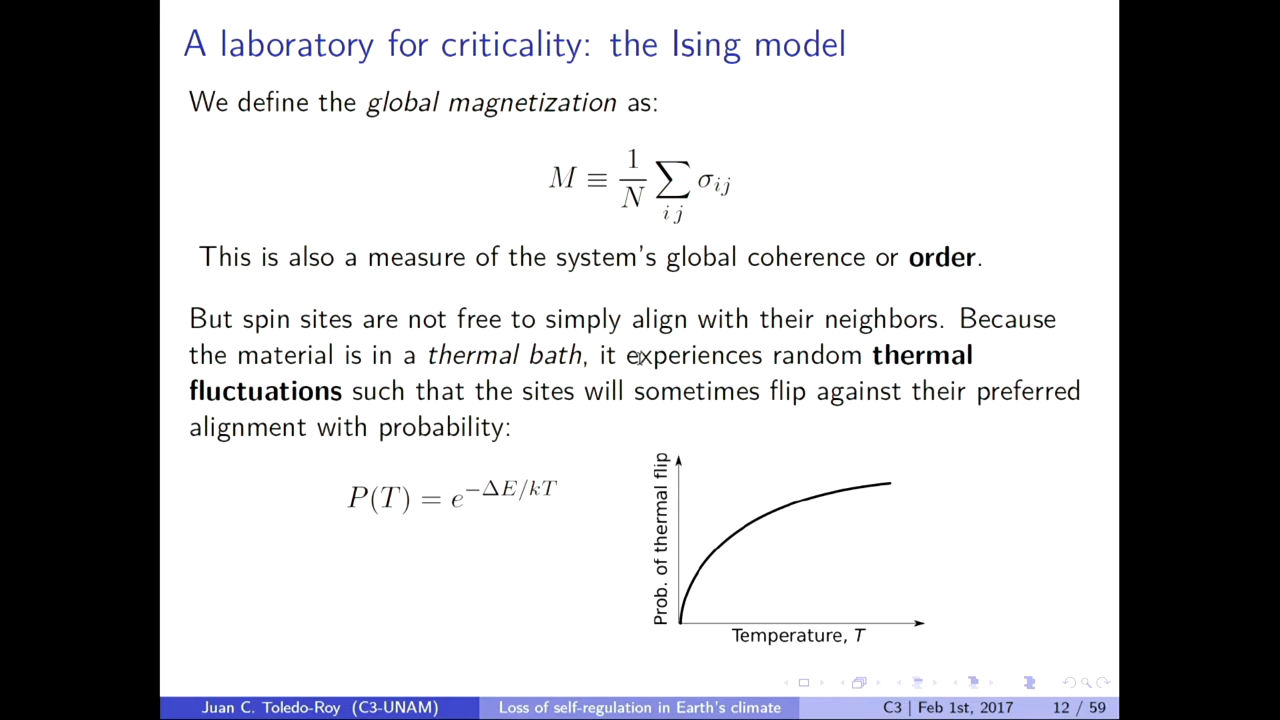 A laboratory for criticality: the Ising model
We define the global magnetization as:
M ≡ 1/N ∑ij σij
This is also a measure of the system's global coherence or order.
But spin sites are not free to simply align with their neighbors. Because
the material is in a thermal bath, it experiences random thermal
fluctuations such that the sites will sometimes flip against their preferred
alignment with probability:
P(T) = e^−ΔE/kT
Prob. of thermal flip
Temperature, T
Juan C. Toledo-Roy (C3-UNAM) Loss of self-regulation in Earth's climate C3 | Feb 1st, 2017 12 / 59